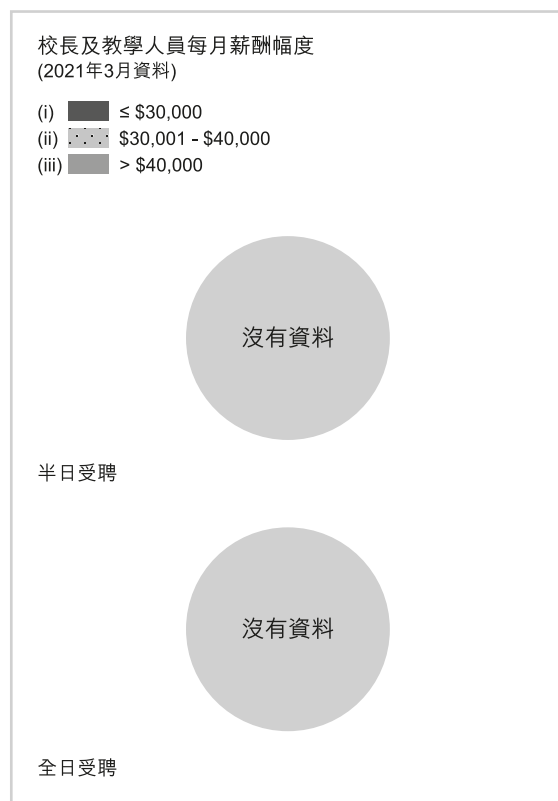 校長及教學人員每月薪酬幅度
(2021年3月資料)
(i) ≤ $30,000
(ii) $30,001 - $40,000
(iii) > $40,000
沒有資料
半日受聘
沒有資料
全日受聘